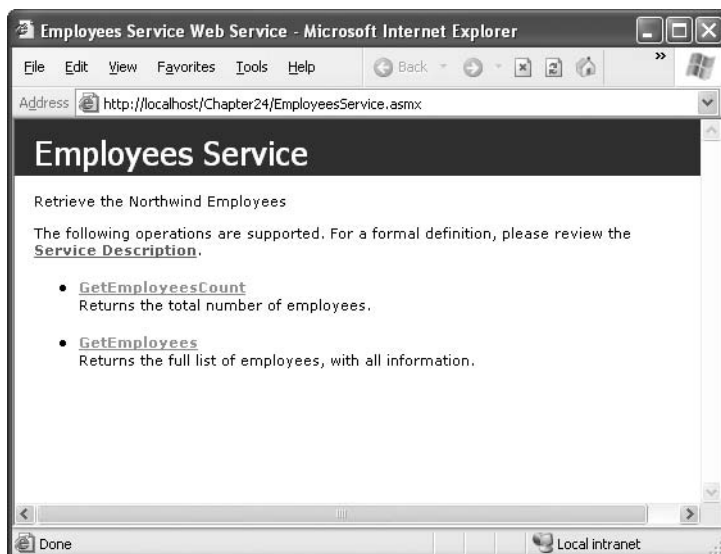 Employees Service Web Service - Microsoft Internet Explorer
File Edit View Favorites Tools Help Back »
Address http://localhost/Chapter24/EmployeesService.asmx
Employees Service
Retrieve the Northwind Employees
The following operations are supported. For a formal definition, please review the
Service Description.
• GetEmployeesCount
Returns the total number of employees.
• GetEmployees
Returns the full list of employees, with all information.
Done Local intranet